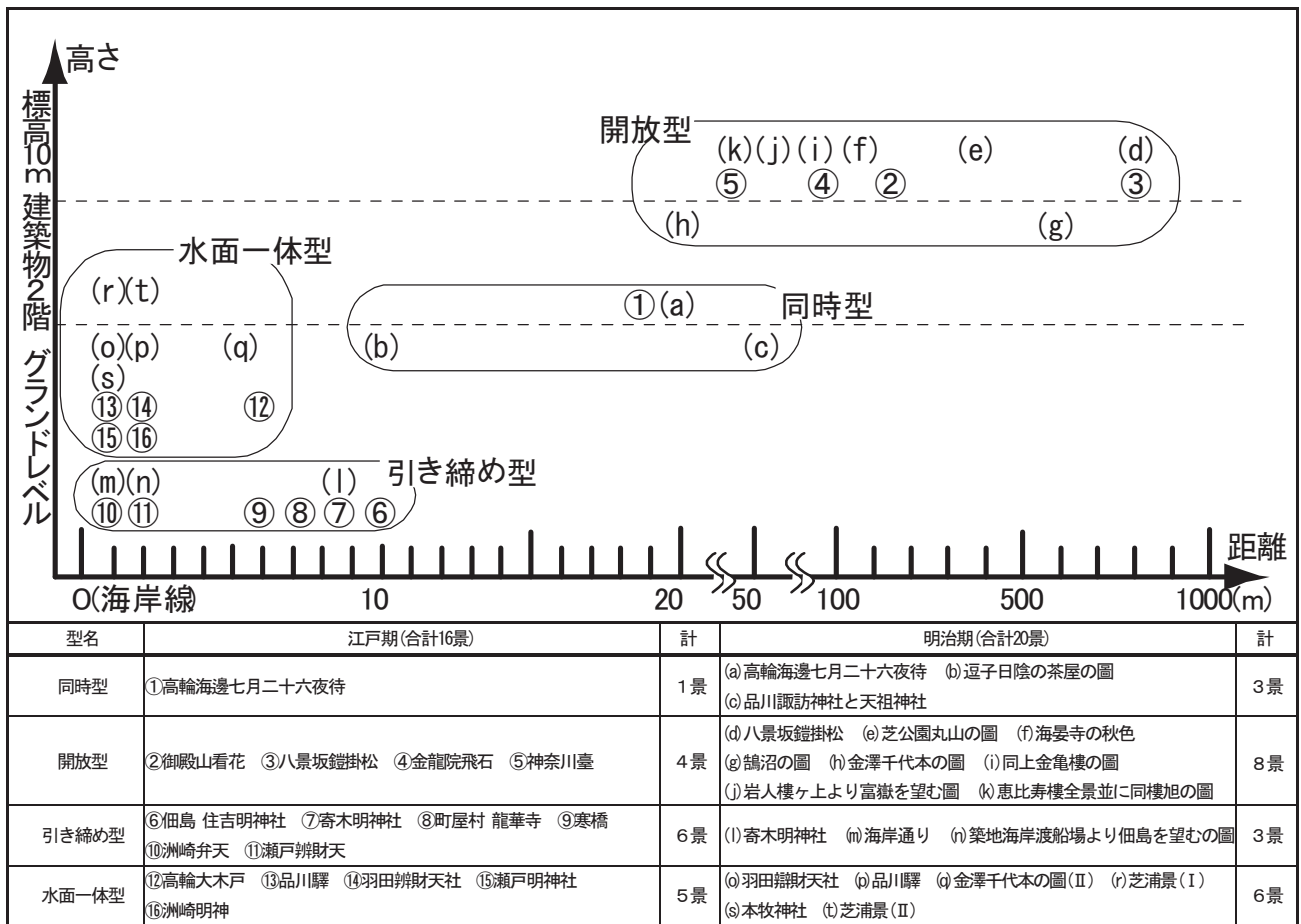 高さ
標高10m
建築物2階
グランドレベル
開放型
(k)(j)(i)(f) (e) (d)
⑤ ④ ② ③
(h) (g)
水面一体型
(r)(t)
①(a) 同時型
(o)(p) (q) (b) (c)
(s)
⑬ ⑭ ⑫
⑮ ⑯
引き締め型
(m)(n) (l)
⑩ ⑪ ⑨ ⑧ ⑦ ⑥
距離
0(海岸線) 10 20 50 100 500 1000(m)
型名 江戸期(合計16景) 計 明治期(合計20景) 計
同時型 ①高輪海邊七月二十六夜待 1景 (a)高輪海邊七月二十六夜待 (b)逗子日陰の茶屋の圖
(c)品川諏訪神社と天祖神社 3景
開放型 ②御殿山看花 ③八景坂鎧掛松 ④金龍院飛石 ⑤神奈川臺 4景 (d)八景坂鎧掛松 (e)芝公園丸山の圖 (f)海晏寺の秋色
(g)鵠沼の圖 (h)金澤千代本の圖 (i)同上金亀樓の圖 8景
(j)岩人樓ヶ上より富嶽を望む圖 (k)恵比寿樓全景並に同樓旭の圖
引き締め型 ⑥佃島 住吉明神社 ⑦寄木明神社 ⑧町屋村 龍華寺 ⑨寒橋
⑩洲崎弁天 ⑪瀬戸辨財天 6景 (l)寄木明神社 (m)海岸通り (n)築地海岸渡船場より佃島を望むの圖 3景
水面一体型 ⑫高輪大木戸 ⑬品川驛 ⑭羽田辨財天社 ⑮瀬戸明神社
⑯洲崎明神 5景 (o)羽田辯財天社 (p)品川驛 (q)金澤千代本の圖(Ⅱ) (r)芝浦景(Ⅰ)
(s)本牧神社 (t)芝浦景(Ⅱ) 6景